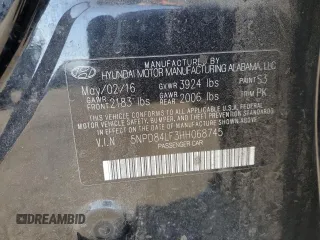 MANUFACTURED BY
HYUNDAI MOTOR MANUFACTURING ALABAMA, LLC
May/02/16 GVWR 3924 lbs PAINT S3
GAWR FRONT 2183 lbs GAWR REAR 2006 lbs TRIM PK
THIS VEHICLE CONFORMS TO ALL APPLICABLE
FEDERAL MOTOR VEHICLE SAFETY, BUMPER,
AND THEFT PREVENTION STANDARDS IN EFFECT
ON THE DATE OF MANUFACTURE SHOWN ABOVE.
V.I.N 5NPD84LF3HH068745
PASSENGER CAR
DREAMBID